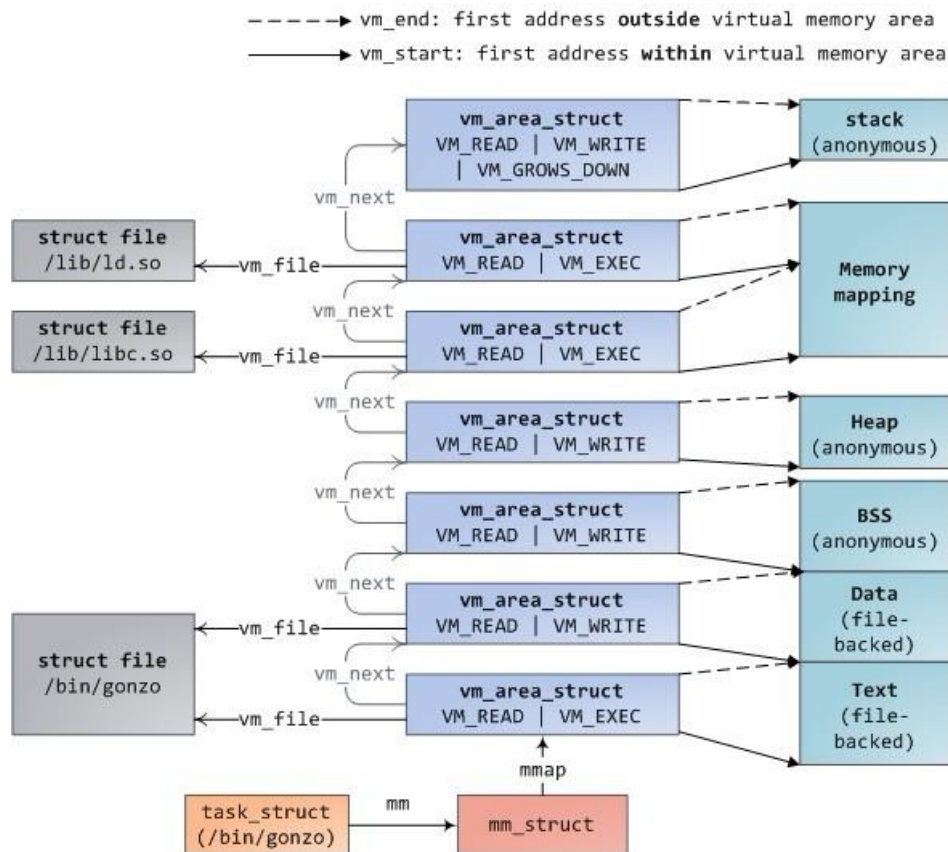 vm_end: first address outside virtual memory area
vm_start: first address within virtual memory area
vm_area_struct
VM_READ | VM_WRITE
| VM_GROWS_DOWN
stack
(anonymous)
vm_next
struct file
/lib/ld.so
vm_file
vm_area_struct
VM_READ | VM_EXEC
Memory
mapping
vm_next
struct file
/lib/libc.so
vm_file
vm_area_struct
VM_READ | VM_EXEC
vm_next
vm_area_struct
VM_READ | VM_WRITE
Heap
(anonymous)
vm_next
vm_area_struct
VM_READ | VM_WRITE
BSS
(anonymous)
vm_next
vm_file
vm_area_struct
VM_READ | VM_WRITE
Data
(file-
backed)
struct file
/bin/gonzo
vm_next
vm_file
vm_area_struct
VM_READ | VM_EXEC
Text
(file-
backed)
mmap
task_struct
(/bin/gonzo)
mm
mm_struct